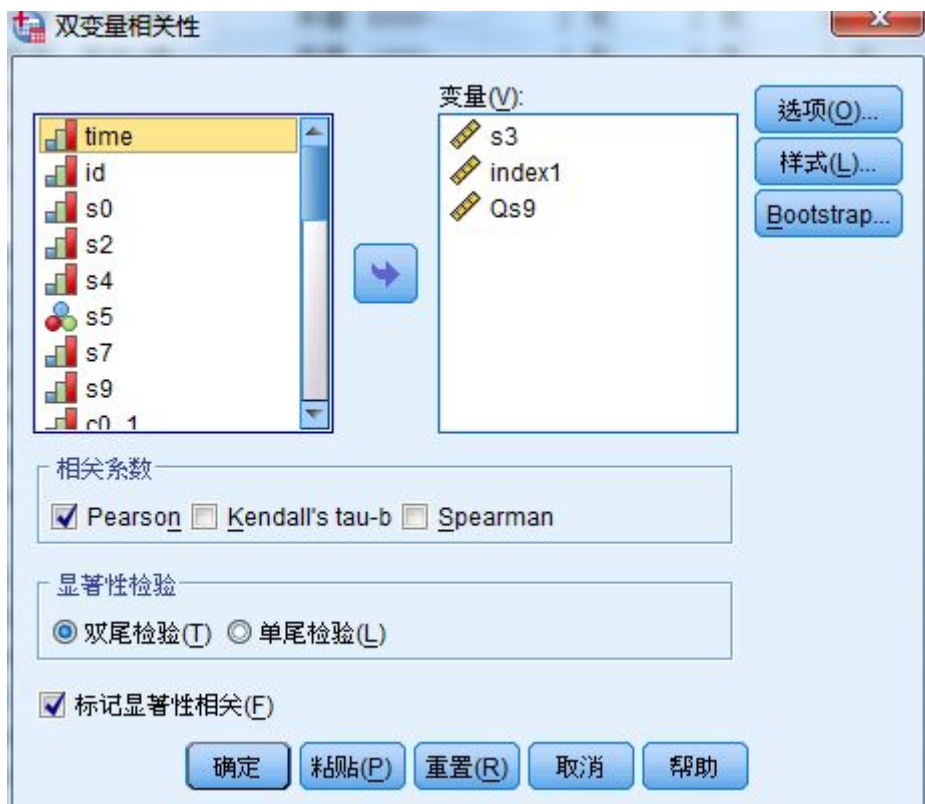 双变量相关性
变量(V):
time
id
s0
s2
s4
s5
s7
s9
c0_1
s3
index1
Qs9
选项(O)...
样式(L)...
Bootstrap...
相关系数
Pearson Kendall's tau-b Spearman
显著性检验
双尾检验(T) 单尾检验(L)
标记显著性相关(F)
确定 粘贴(P) 重置(R) 取消 帮助